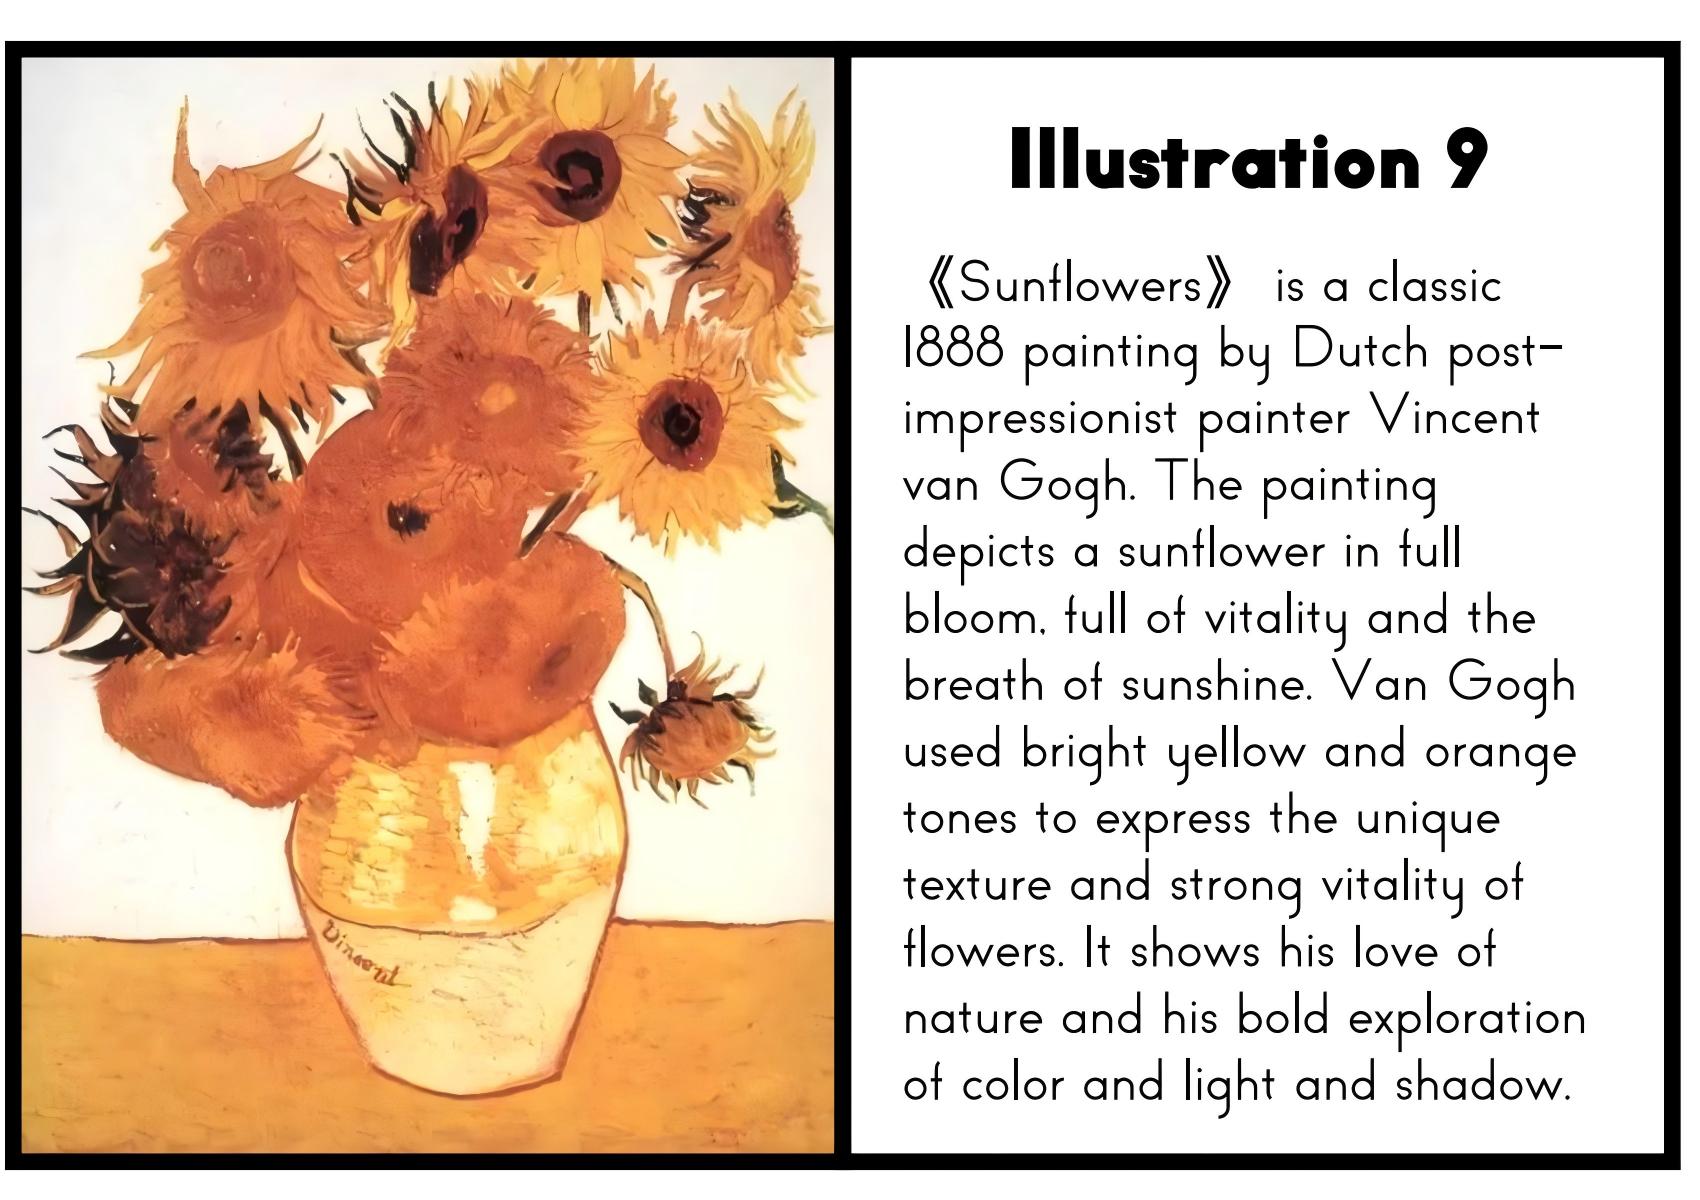 Illustration 9
《Sunflowers》 is a classic
1888 painting by Dutch post-
impressionist painter Vincent
van Gogh. The painting
depicts a sunflower in full
bloom, full of vitality and the
breath of sunshine. Van Gogh
used bright yellow and orange
tones to express the unique
texture and strong vitality of
flowers. It shows his love of
nature and his bold exploration
of color and light and shadow.
Vincent